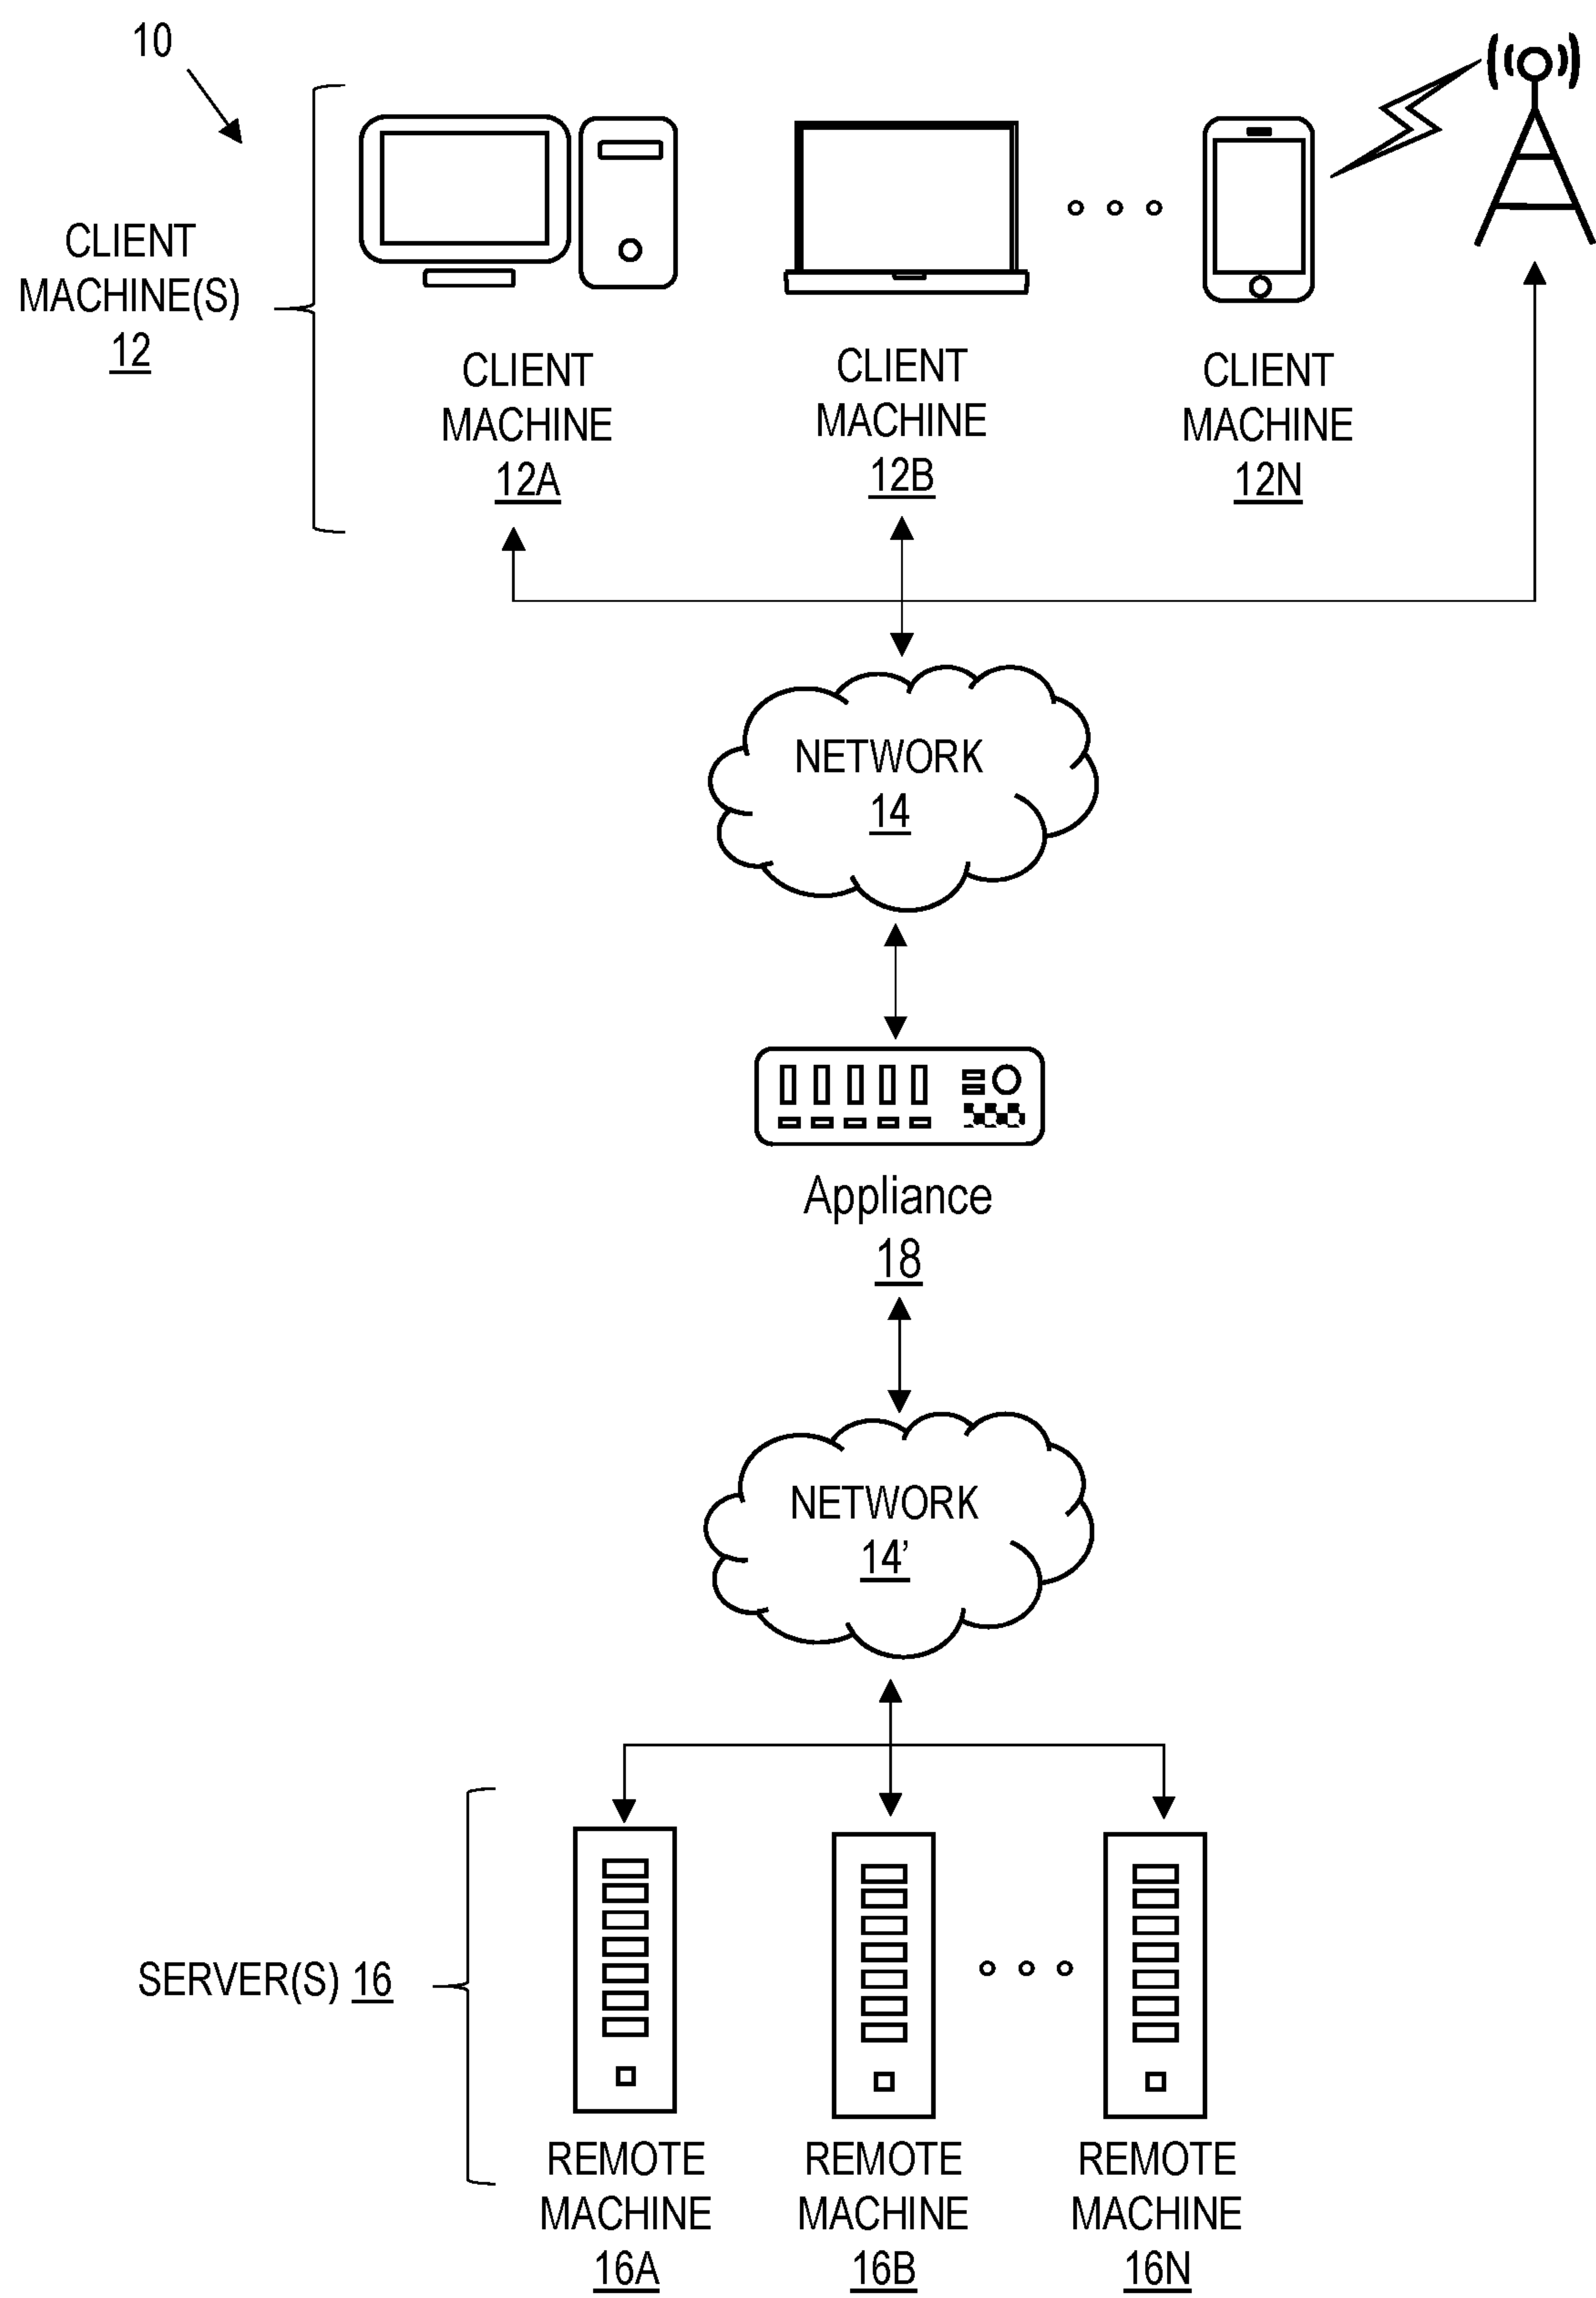 10
CLIENT
MACHINE(S)
12
CLIENT
MACHINE
12A
CLIENT
MACHINE
12B
CLIENT
MACHINE
12N
NETWORK
14
Appliance
18
NETWORK
14’
SERVER(S) 16
REMOTE
MACHINE
16A
REMOTE
MACHINE
16B
REMOTE
MACHINE
16N